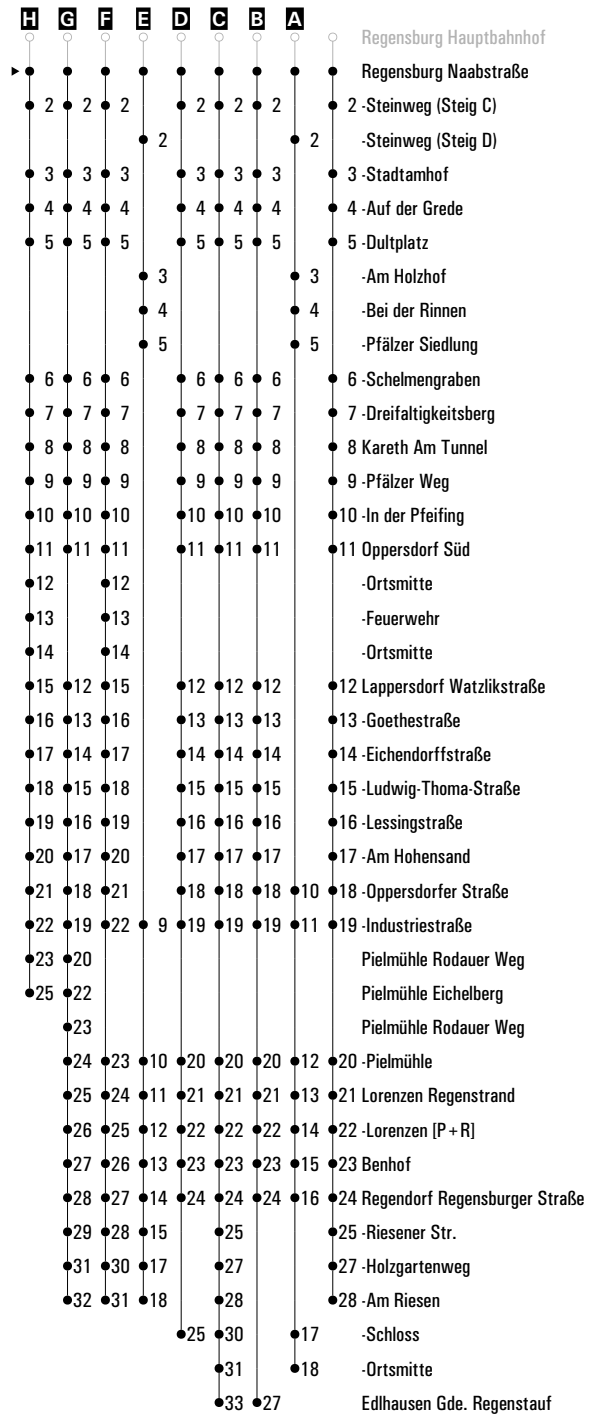 H G F E D C B A
Regensburg Hauptbahnhof
Regensburg Naabstraße
2 2 2 2 2 2 2 -Steinweg (Steig C)
2 2 -Steinweg (Steig D)
3 3 3 3 3 3 3 -Stadtamhof
4 4 4 4 4 4 4 -Auf der Grede
5 5 5 5 5 5 5 -Dultplatz
3 3 -Am Holzhof
4 4 -Bei der Rinnen
5 5 -Pfälzer Siedlung
6 6 6 6 6 6 6 -Schelmengraben
7 7 7 7 7 7 7 -Dreifaltigkeitsberg
8 8 8 8 8 8 8 Kareth Am Tunnel
9 9 9 9 9 9 9 -Pfälzer Weg
10 10 10 10 10 10 10 -In der Pfeifing
11 11 11 11 11 11 11 Oppersdorf Süd
12 12 -Ortsmitte
13 13 -Feuerwehr
14 14 -Ortsmitte
15 12 15 12 12 12 12 Lappersdorf Watzlikstraße
16 13 16 13 13 13 13 -Goethestraße
17 14 17 14 14 14 14 -Eichendorffstraße
18 15 18 15 15 15 15 -Ludwig-Thoma-Straße
19 16 19 16 16 16 16 -Lessingstraße
20 17 20 17 17 17 17 -Am Hohensand
21 18 21 18 18 18 10 18 -Oppersdorfer Straße
22 19 22 9 19 19 19 11 19 -Industriestraße
23 20 Pielmühle Rodauer Weg
25 22 Pielmühle Eichelberg
23 Pielmühle Rodauer Weg
24 23 10 20 20 20 12 20 -Pielmühle
25 24 11 21 21 21 13 21 Lorenzen Regenstrand
26 25 12 22 22 22 14 22 -Lorenzen [P+R]
27 26 13 23 23 23 15 23 Benhof
28 27 14 24 24 24 16 24 Regendorf Regensburger Straße
29 28 15 25 25 -Riesener Str.
31 30 17 27 27 -Holzgartenweg
32 31 18 28 28 -Am Riesen
25 30 17 -Schloss
31 18 -Ortsmitte
33 27 Edlhausen Gde. Regenstauf